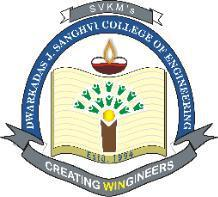 SVKM's
DWARKADAS J. SANGHVI COLLEGE OF ENGINEERING
ESTD. 1994
CREATING WINGINEERS